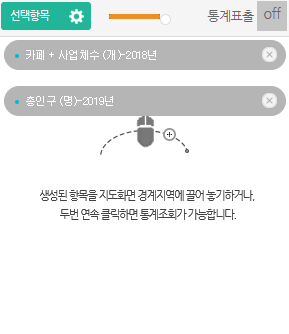 선택항목
통계표출 off
카페 + 사업체수 (개)-2018년
총인구 (명)-2019년
생성된 항목을 지도화면 경계지역에 끌어 놓기하거나,
두번 연속 클릭하면 통계조회가 가능합니다.